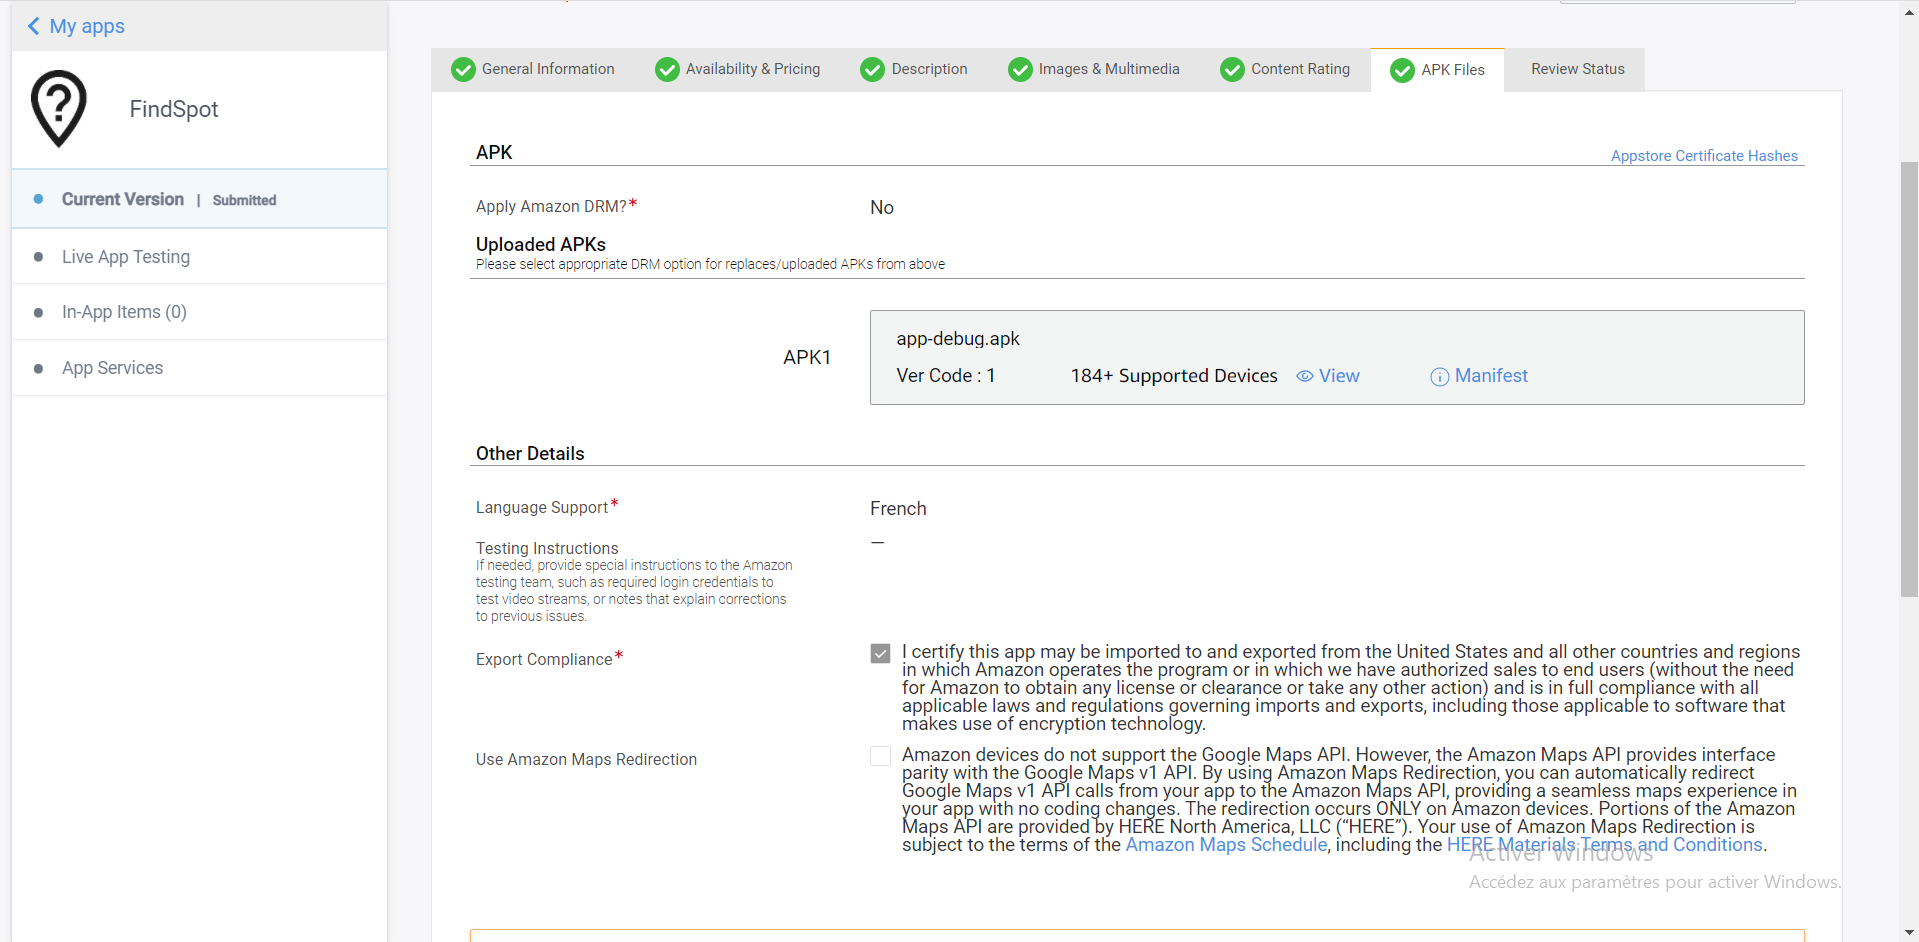 My apps
FindSpot
Current Version | Submitted
Live App Testing
In-App Items (0)
App Services
General Information
Availability & Pricing
Description
Images & Multimedia
Content Rating
APK Files
Review Status
APK
Appstore Certificate Hashes
Apply Amazon DRM?* No
Uploaded APKs
Please select appropriate DRM option for replaces/uploaded APKs from above
APK1
app-debug.apk
Ver Code : 1 184+ Supported Devices View Manifest
Other Details
Language Support* French
Testing Instructions —
If needed, provide special instructions to the Amazon
testing team, such as required login credentials to
test video streams, or notes that explain corrections
to previous issues.
Export Compliance*
I certify this app may be imported to and exported from the United States and all other countries and regions
in which Amazon operates the program or in which we have authorized sales to end users (without the need
for Amazon to obtain any license or clearance or take any other action) and is in full compliance with all
applicable laws and regulations governing imports and exports, including those applicable to software that
makes use of encryption technology.
Use Amazon Maps Redirection
Amazon devices do not support the Google Maps API. However, the Amazon Maps API provides interface
parity with the Google Maps v1 API. By using Amazon Maps Redirection, you can automatically redirect
Google Maps v1 API calls from your app to the Amazon Maps API, providing a seamless maps experience in
your app with no coding changes. The redirection occurs ONLY on Amazon devices. Portions of the Amazon
Maps API are provided by HERE North America, LLC (“HERE”). Your use of Amazon Maps Redirection is
subject to the terms of the Amazon Maps Schedule, including the HERE Materials Terms and Conditions.
Activer Windows
Accédez aux paramètres pour activer Windows.